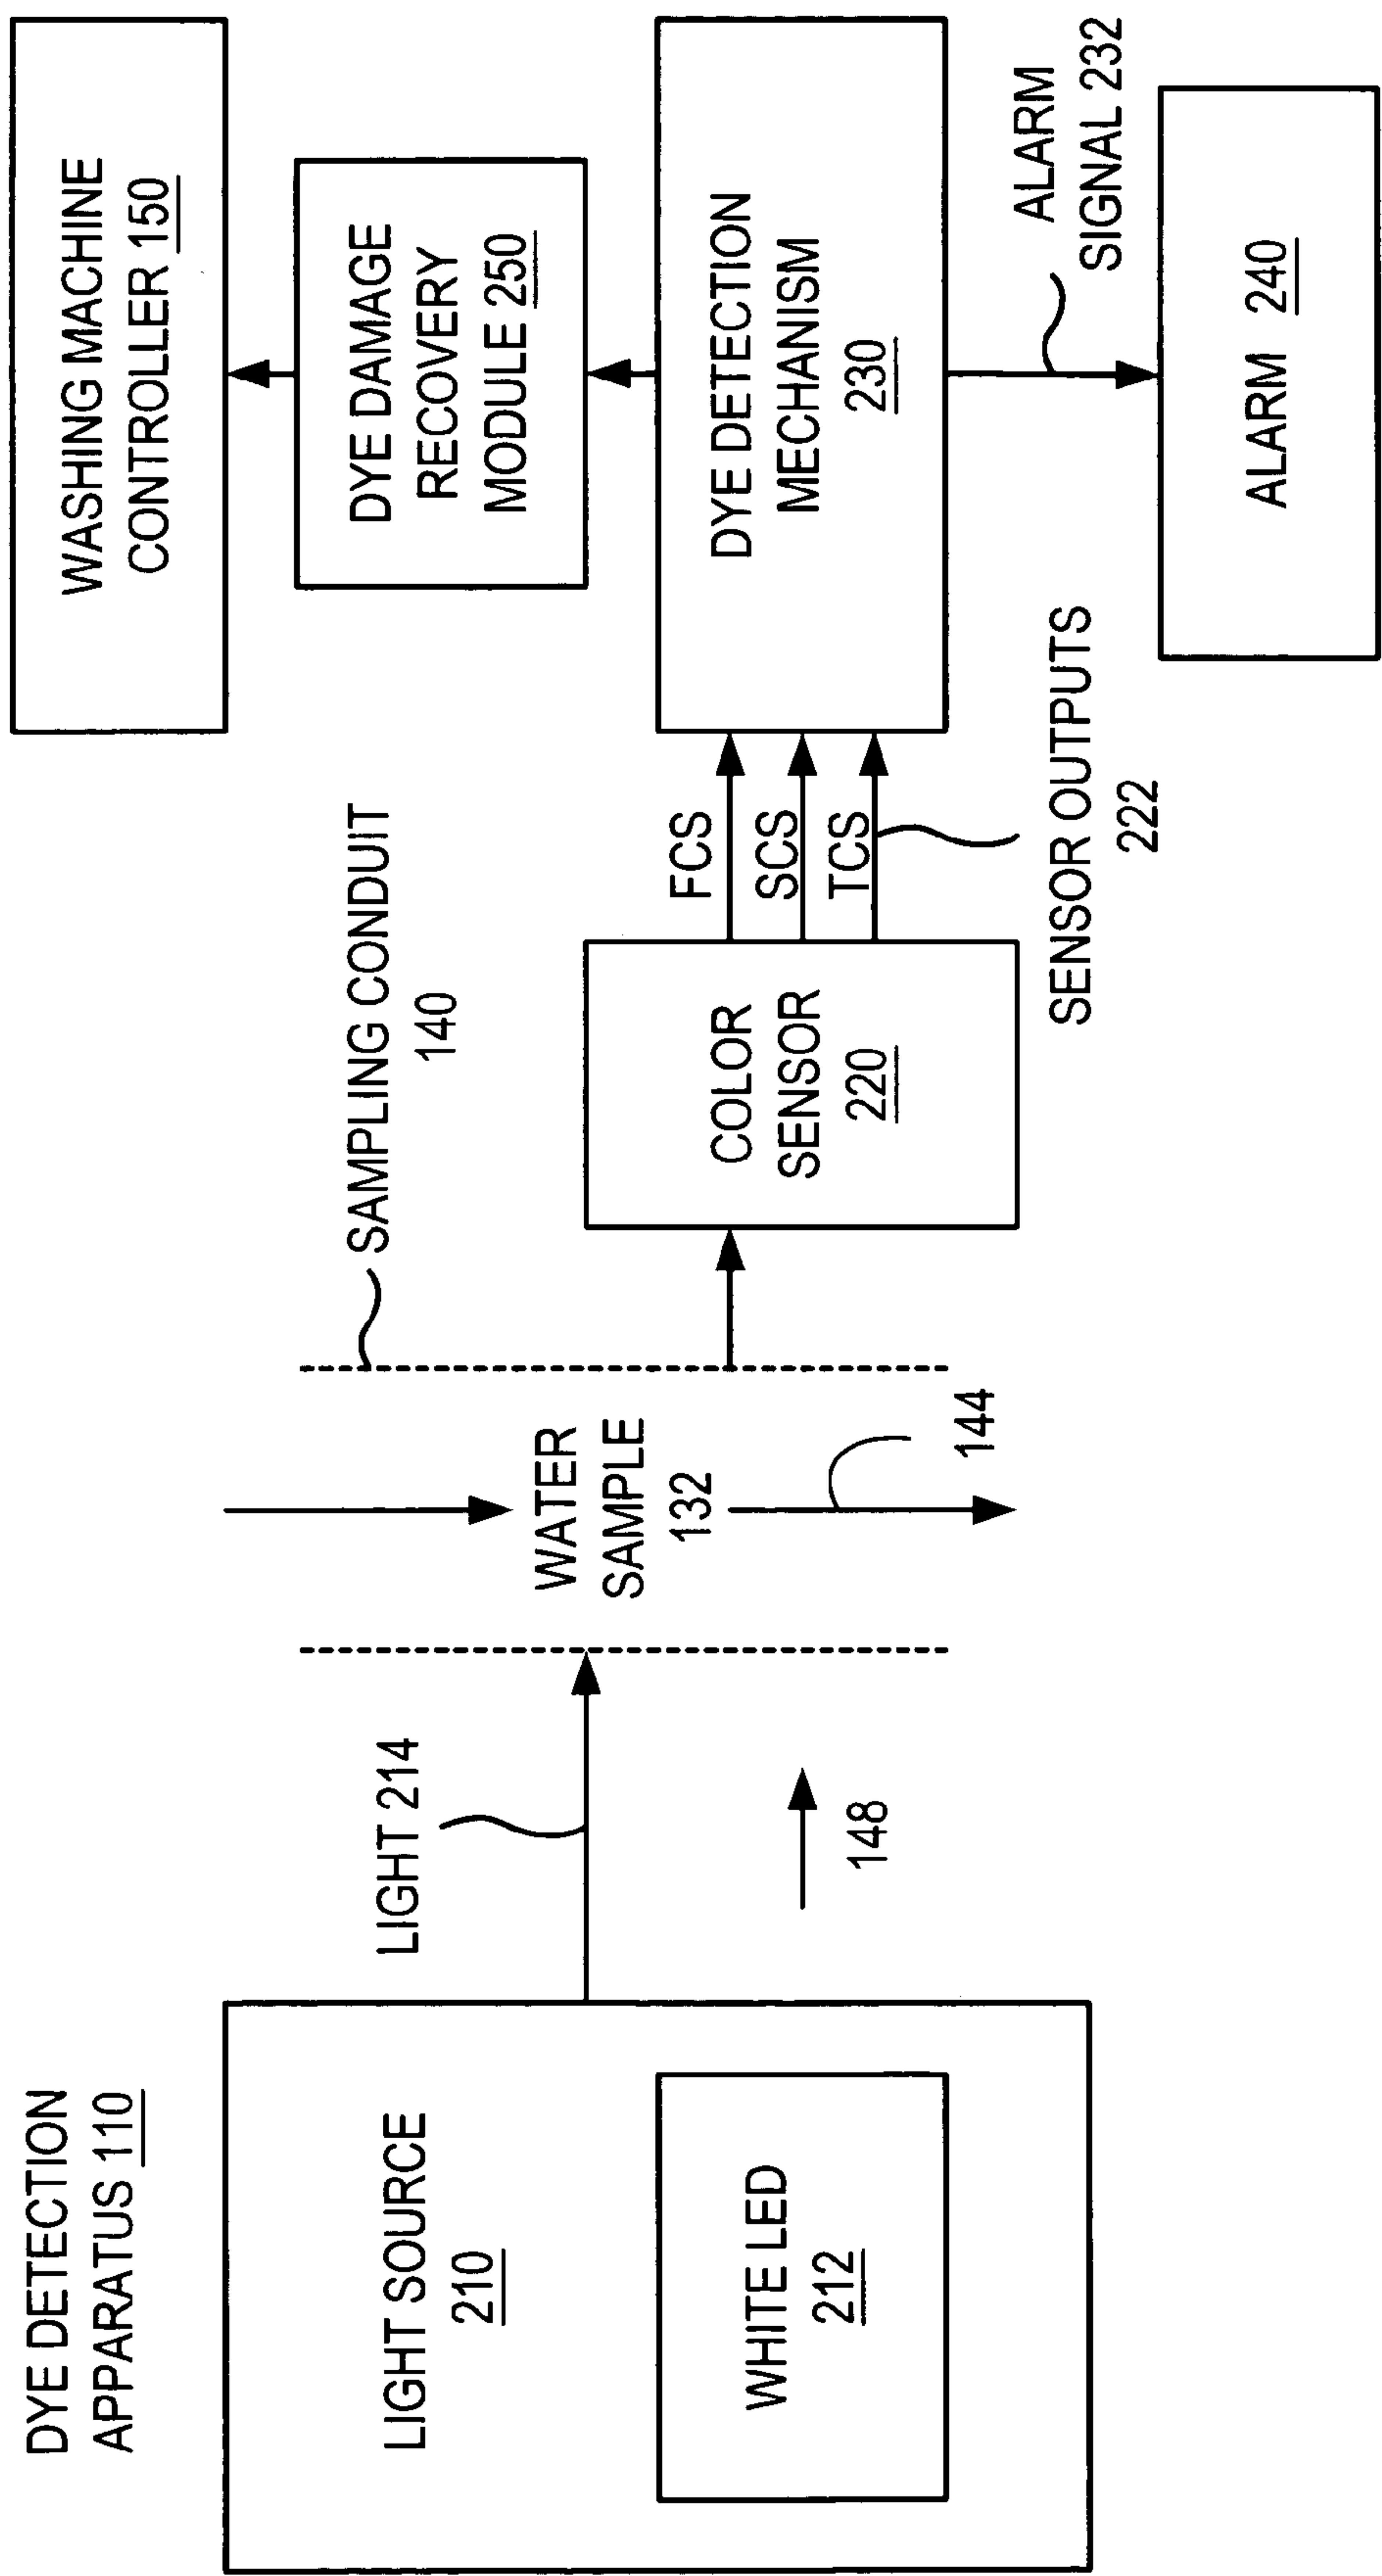 DYE DETECTION
APPARATUS 110
LIGHT SOURCE
210
WHITE LED
212
LIGHT 214
148
WATER
SAMPLE
132
144
SAMPLING CONDUIT
140
COLOR
SENSOR
220
FCS
SCS
TCS
SENSOR OUTPUTS
222
WASHING MACHINE
CONTROLLER 150
DYE DAMAGE
RECOVERY
MODULE 250
DYE DETECTION
MECHANISM
230
ALARM
SIGNAL 232
ALARM 240